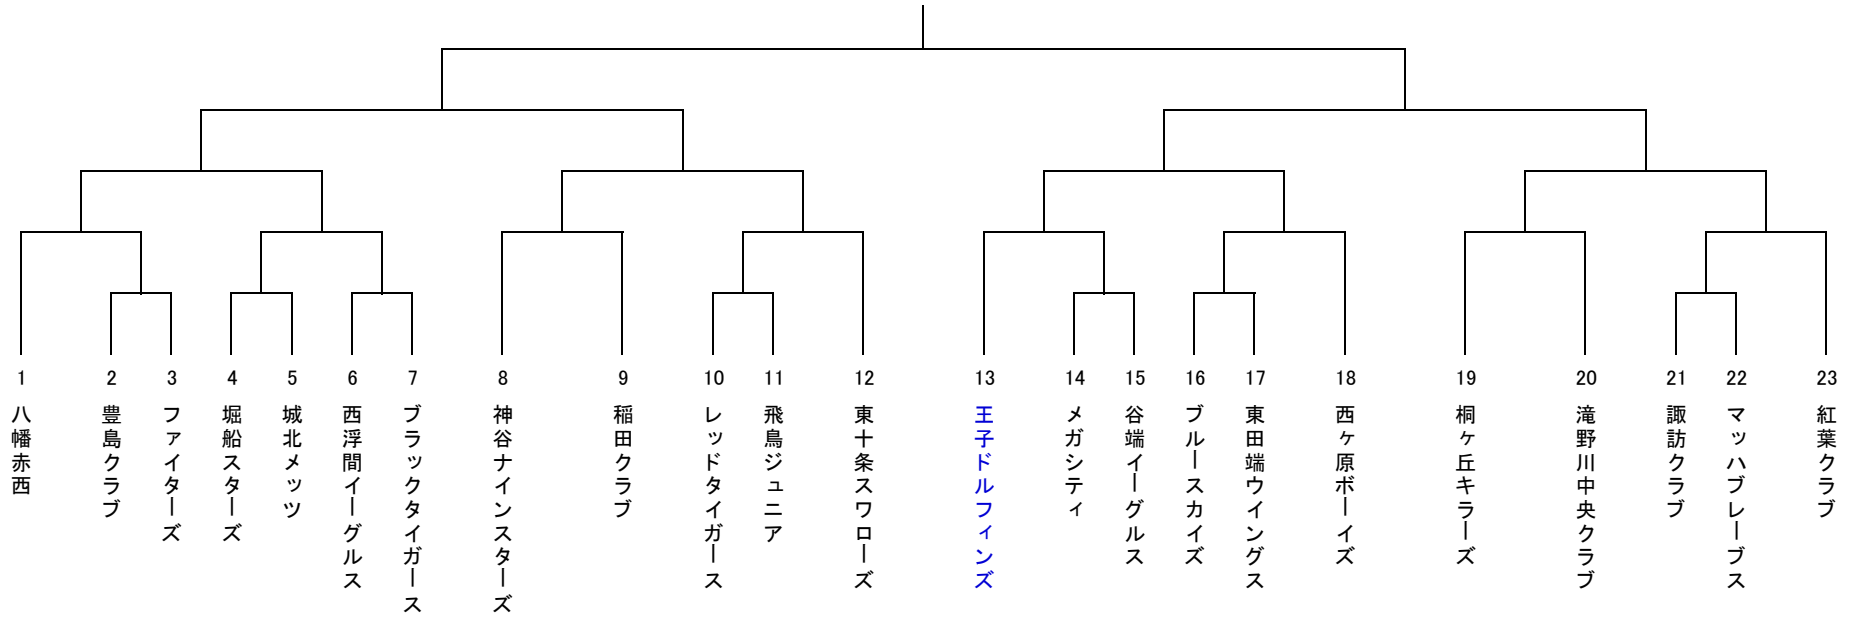 1 八幡赤西
2 豊島クラブ
3 ファイターズ
4 堀船スターズ
5 城北メッツ
6 西浮間イーグルス
7 ブラックタイガース
8 神谷ナインスターズ
9 稲田クラブ
10 レッドタイガース
11 飛鳥ジュニア
12 東十条スワローズ
13 王子ドルフィンズ
14 メガシティ
15 谷端イーグルス
16 ブルースカイズ
17 東田端ウイングス
18 西ヶ原ボーイズ
19 桐ヶ丘キラーズ
20 滝野川中央クラブ
21 諏訪クラブ
22 マッハブレーブス
23 紅葉クラブ